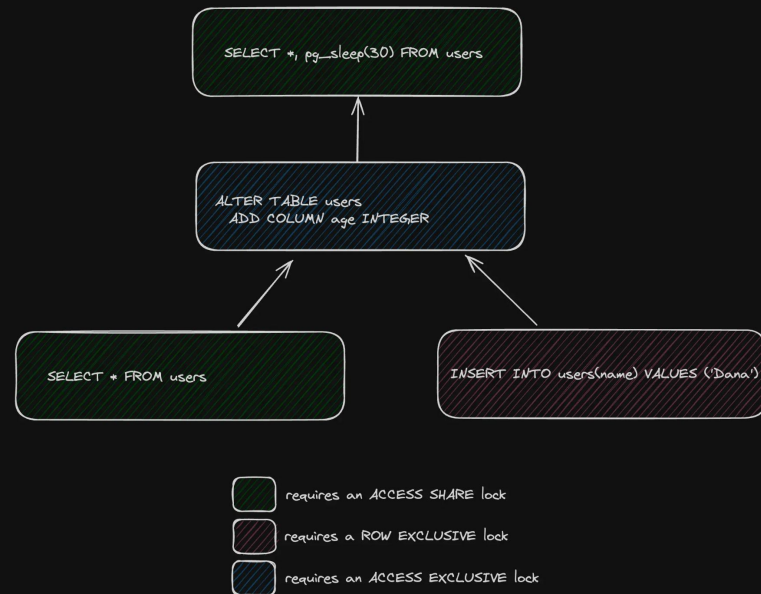 SELECT *, pg_sleep(30) FROM users
ALTER TABLE users
ADD COLUMN age INTEGER
SELECT * FROM users
INSERT INTO users(name) VALUES ('Dana')
requires an ACCESS SHARE lock
requires a ROW EXCLUSIVE lock
requires an ACCESS EXCLUSIVE lock